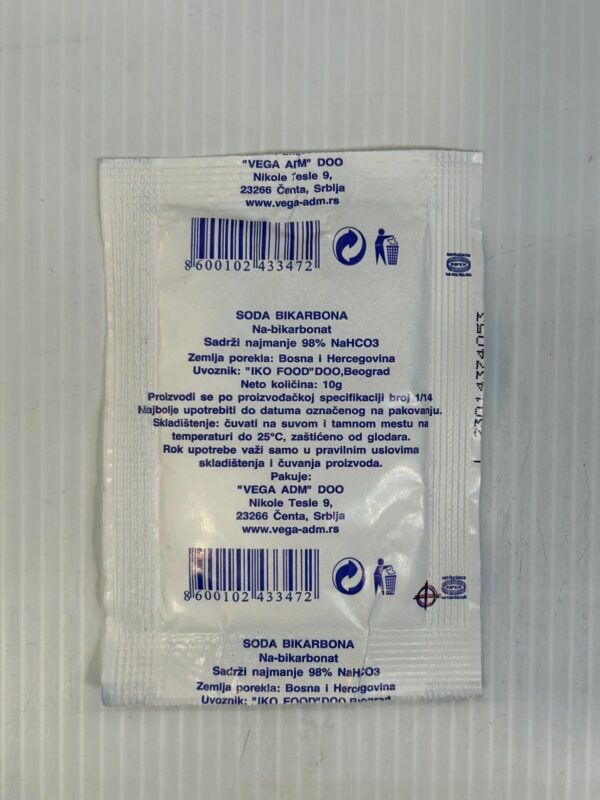 "VEGA ADM" DOO
Nikole Tesle 9,
23266 Čenta, Srbija
www.vega-adm.rs
8 600102 433472
SODA BIKARBONA
Na-bikarbonat
Sadrži najmanje 98% NaHCO3
Zemlja porekla: Bosna i Hercegovina
Uvoznik: "IKO FOOD"DOO,Beograd
Neto količina: 10g
Proizvodi se po proizvođačkoj specifikaciji broj 1/14
Najbolje upotrebiti do datuma označenog na pakovanju.
Skladištenje: čuvati na suvom i tamnom mestu na
temperaturi do 25°C, zaštićeno od glodara.
Rok upotrebe važi samo u pravilnim uslovima
skladištenja i čuvanja proizvoda.
Pakuje:
"VEGA ADM" DOO
Nikole Tesle 9,
23266 Čenta, Srbija
www.vega-adm.rs
8 600102 433472
SODA BIKARBONA
Na-bikarbonat
Sadrži najmanje 98% NaHCO3
Zemlja porekla: Bosna i Hercegovina
Uvoznik: "IKO FOOD"DOO,Beograd